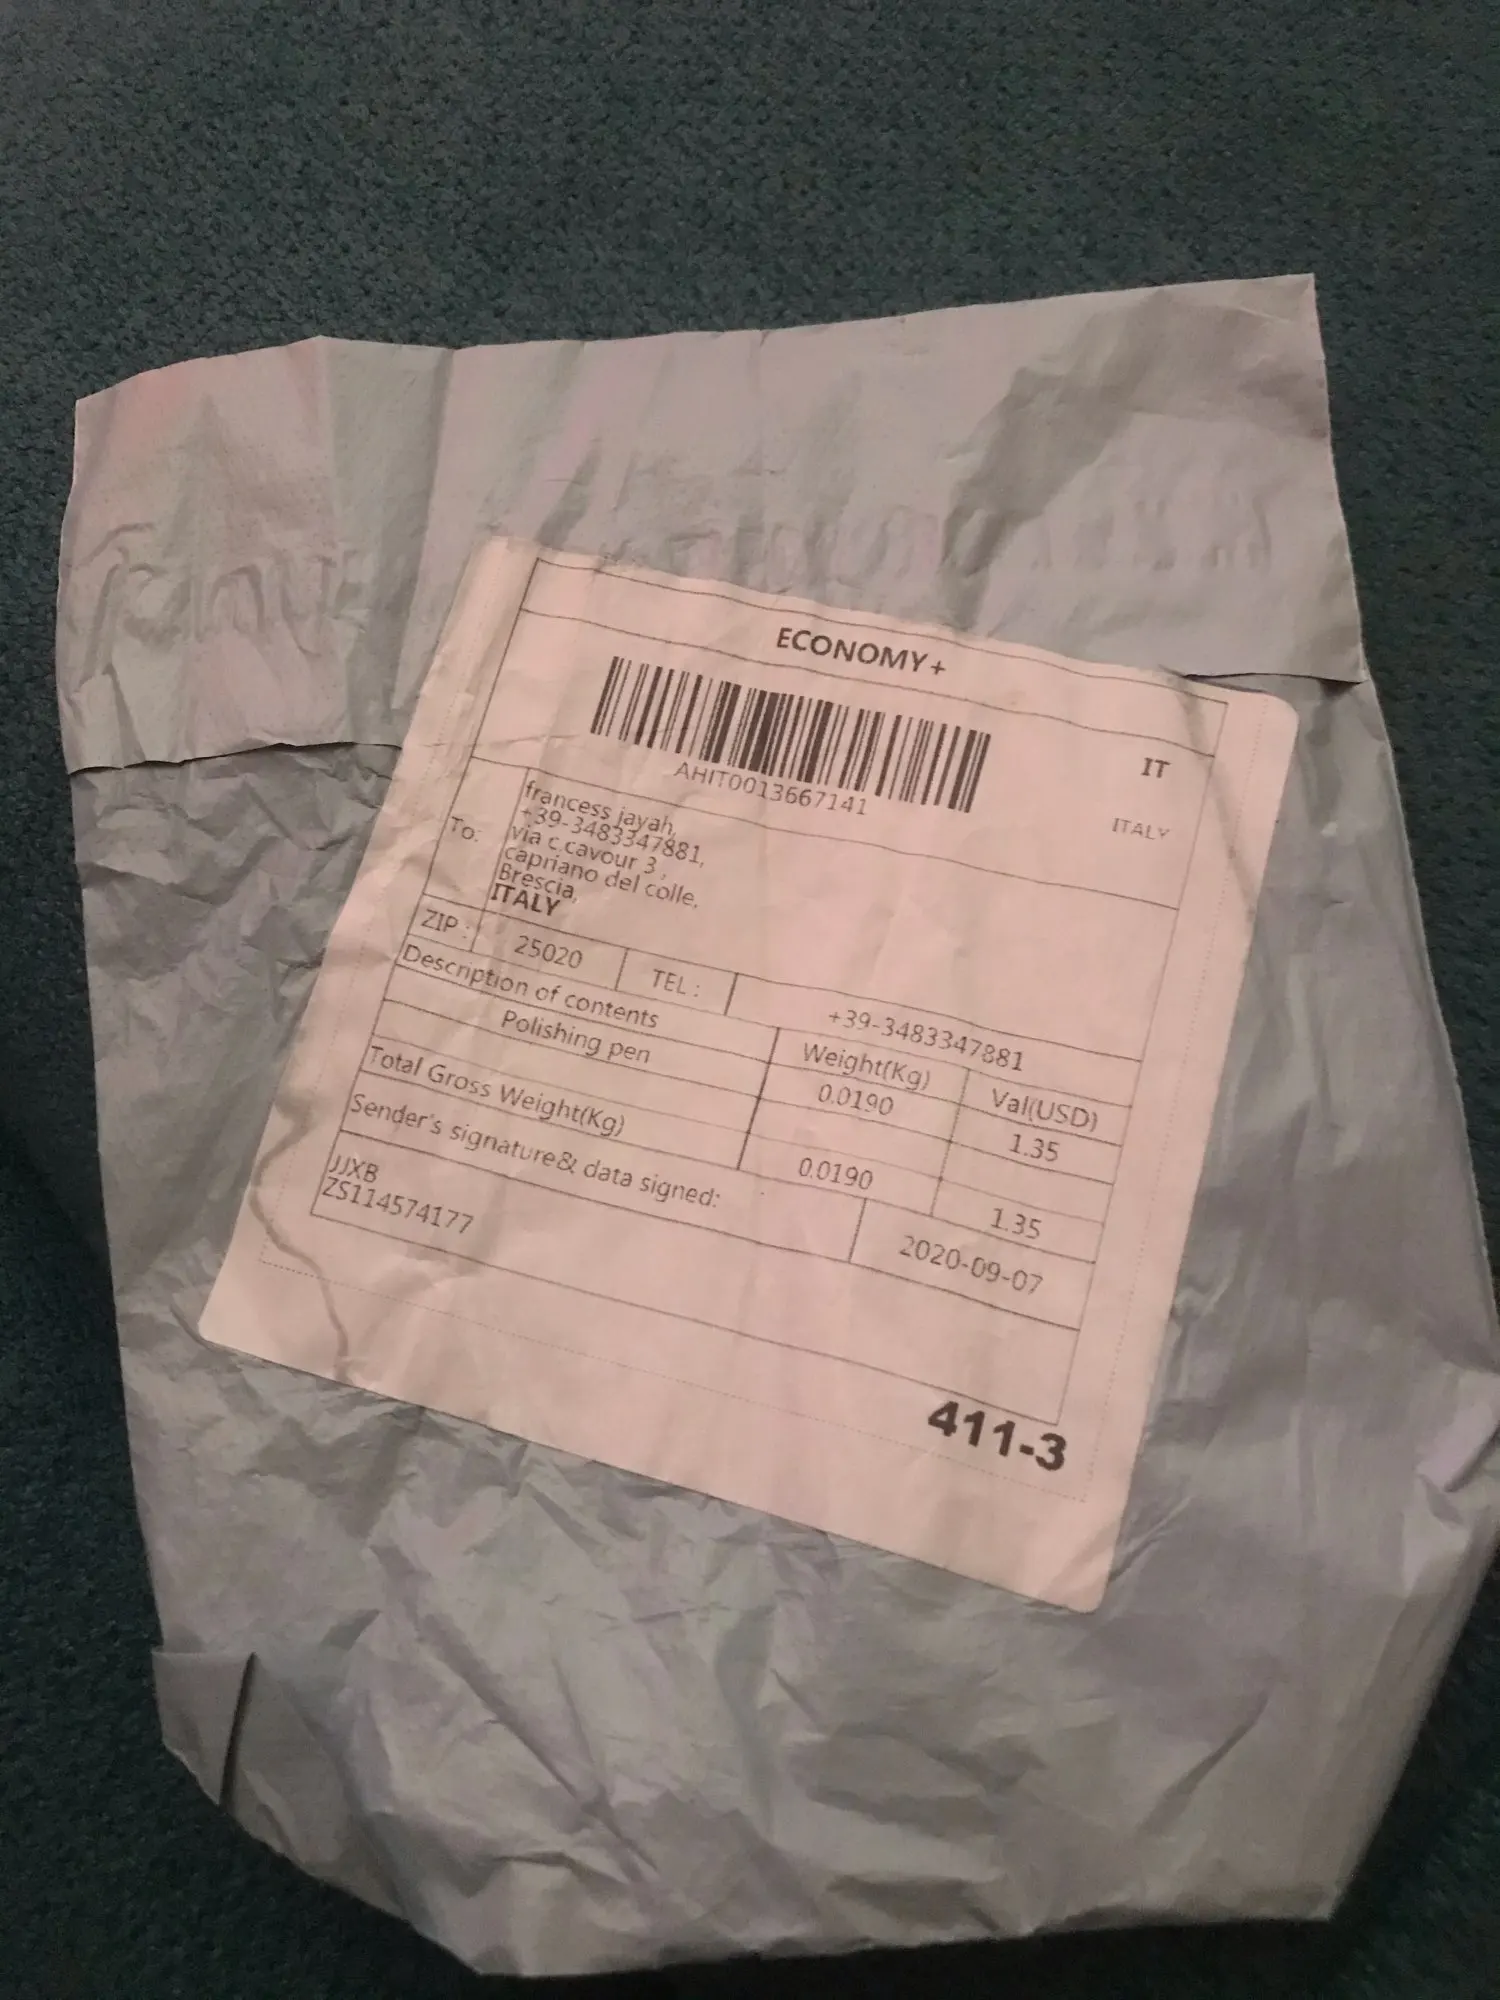 ECONOMY+
AHIT0013667141
IT
ITALY
To:
francess jayah,
+39-3483347881,
via c.cavour 3 ,
capriano del colle,
Brescia,
ITALY
ZIP : 25020 TEL : +39-3483347881
Description of contents Weight(Kg) Val(USD)
Polishing pen 0.0190 1.35
Total Gross Weight(Kg) 0.0190 1.35
Sender's signature& data signed: 2020-09-07
JJXB
ZS114574177
411-3